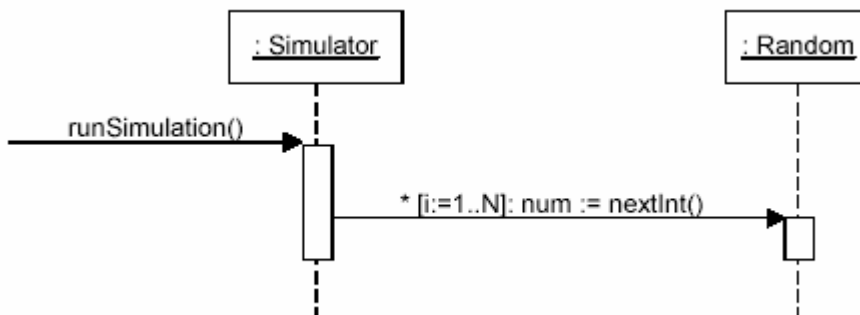 : Simulator
: Random
runSimulation()
* [i:=1..N]: num := nextInt()